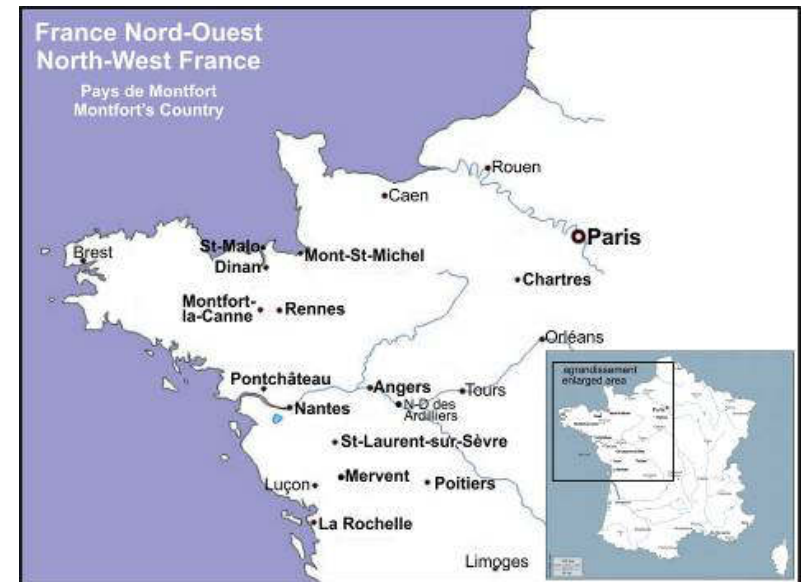 France Nord-Ouest
North-West France
Pays de Montfort
Montfort's Country
Rouen
Caen
Paris
St-Malo
Brest
Mont-St-Michel
Dinan
Chartres
Montfort-
la-Canne
Rennes
Orléans
agrandissement
enlarged area
Pontchâteau
Angers
Tours
Nantes
N-D des
Ardilliers
St-Laurent-sur-Sèvre
Mervent
Luçon
Poitiers
La Rochelle
Limoges
Paris